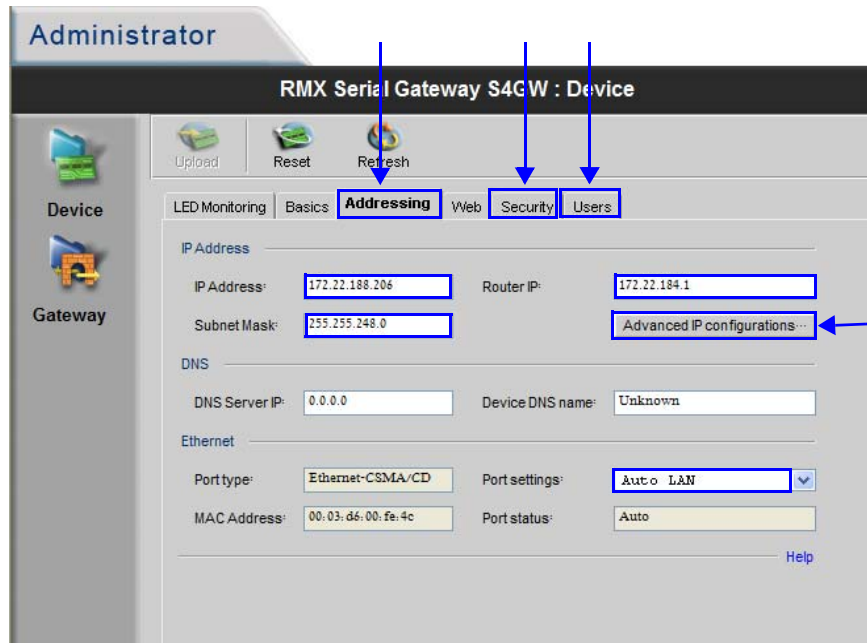 Administrator
RMX Serial Gateway S4GW : Device
Upload Reset Refresh
Device
LED Monitoring Basics Addressing Web Security Users
IP Address
IP Address: 172.22.188.206 Router IP: 172.22.184.1
Gateway
Subnet Mask: 255.255.248.0 Advanced IP configurations...
DNS
DNS Server IP: 0.0.0.0 Device DNS name: Unknown
Ethernet
Port type: Ethernet-CSMA/CD Port settings: Auto LAN
MAC Address: 00:03:d6:00:fe:4c Port status: Auto
Help